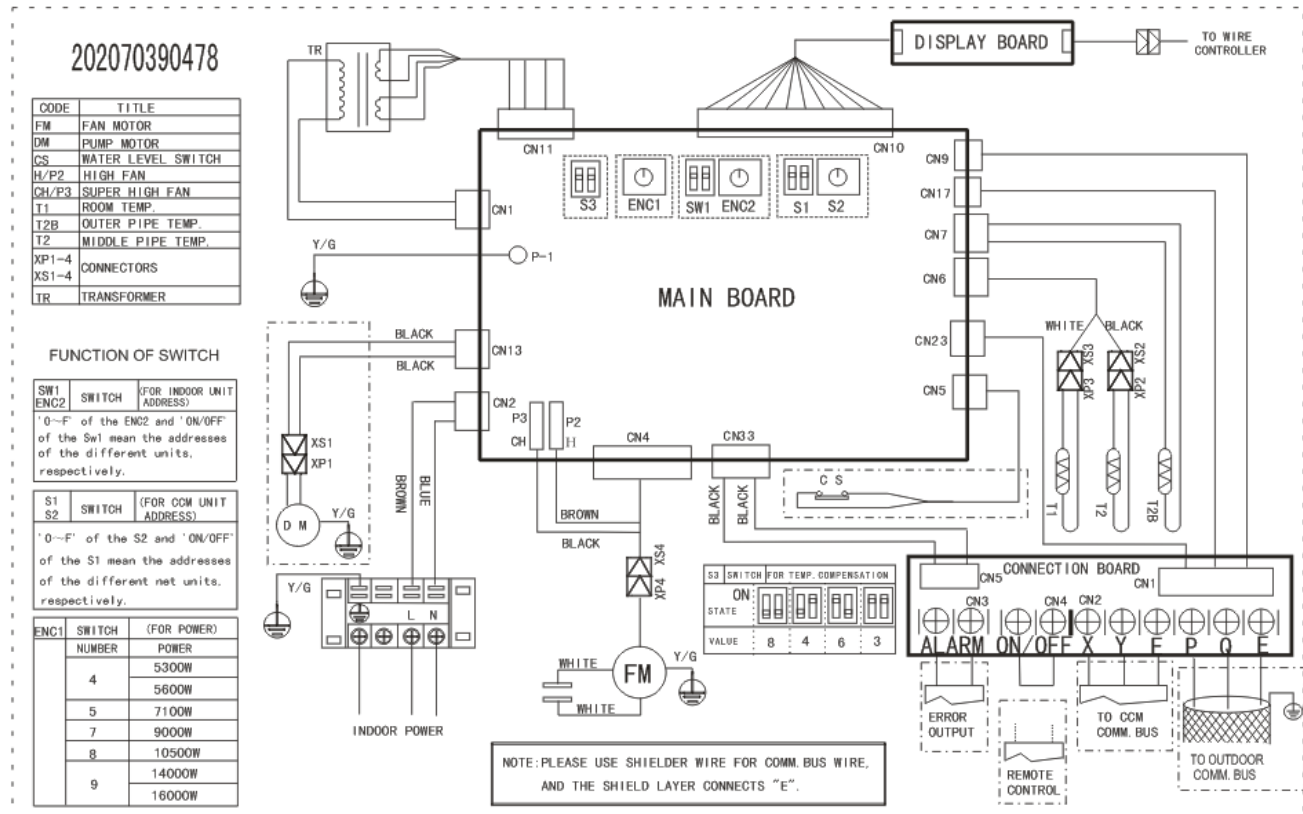 202070390478
CODE TITLE
FM FAN MOTOR
DM PUMP MOTOR
CS WATER LEVEL SWITCH
H/P2 HIGH FAN
CH/P3 SUPER HIGH FAN
T1 ROOM TEMP.
T2B OUTER PIPE TEMP.
T2 MIDDLE PIPE TEMP.
XP1-4
XS1-4
CONNECTORS
TR TRANSFORMER
FUNCTION OF SWITCH
SW1
ENC2
SWITCH
(FOR INDOOR UNIT
ADDRESS)
'0~F' of the ENC2 and 'ON/OFF'
of the Sw1 mean the addresses
of the different units,
respectively.
S1
S2
SWITCH
(FOR CCM UNIT
ADDRESS)
'0~F' of the S2 and 'ON/OFF'
of the S1 mean the addresses
of the different net units.
respectively.
ENC1 SWITCH (FOR POWER)
NUMBER POWER
4 5300W
5600W
5 7100W
7 9000W
8 10500W
9 14000W
16000W
TR
DISPLAY BOARD
TO WIRE
CONTROLLER
CN11
CN10
S3
ENC1
SW1 ENC2
S1 S2
CN1
Y/G
P-1
MAIN BOARD
CN9
CN17
CN7
CN6
CN23
CN5
BLACK
BLACK
CN13
CN2
XS1
XP1
D M
Y/G
BROWN
BLUE
P3
CH
P2
H
CN4
CN33
BROWN
BLACK
BLACK
BLACK
XS4
XP4
C S
WHITE
BLACK
XS3
XP3
XS2
XP2
T1
T2
T2B
Y/G
L N
INDOOR POWER
WHITE
WHITE
FM
Y/G
S3 SWITCH FOR TEMP. COMPENSATION
ON
STATE
VALUE 8 4 6 3
CONNECTION BOARD
CN5
CN1
CN3
CN4
CN2
ALARM ON/OFF X Y E P Q E
ERROR
OUTPUT
REMOTE
CONTROL
TO CCM
COMM. BUS
TO OUTDOOR
COMM. BUS
NOTE:PLEASE USE SHIELDER WIRE FOR COMM. BUS WIRE,
AND THE SHIELD LAYER CONNECTS "E".